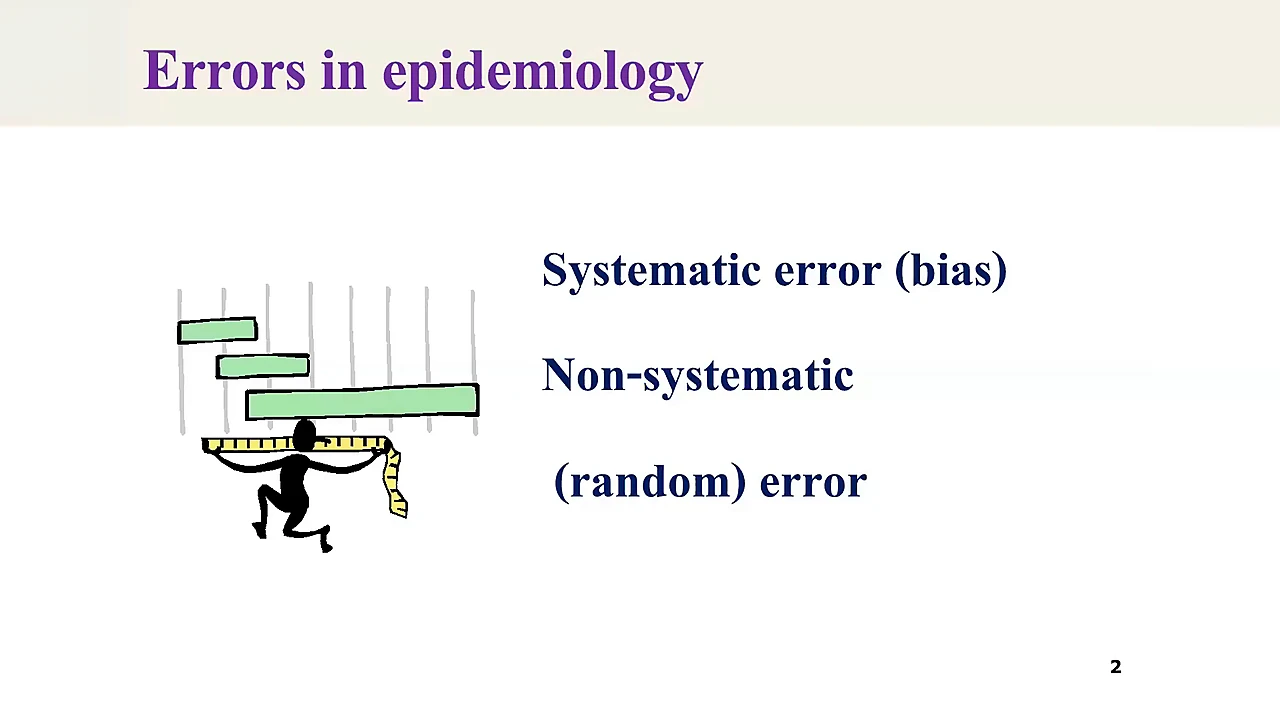 Errors in epidemiology
Systematic error (bias)
Non-systematic
(random) error
2